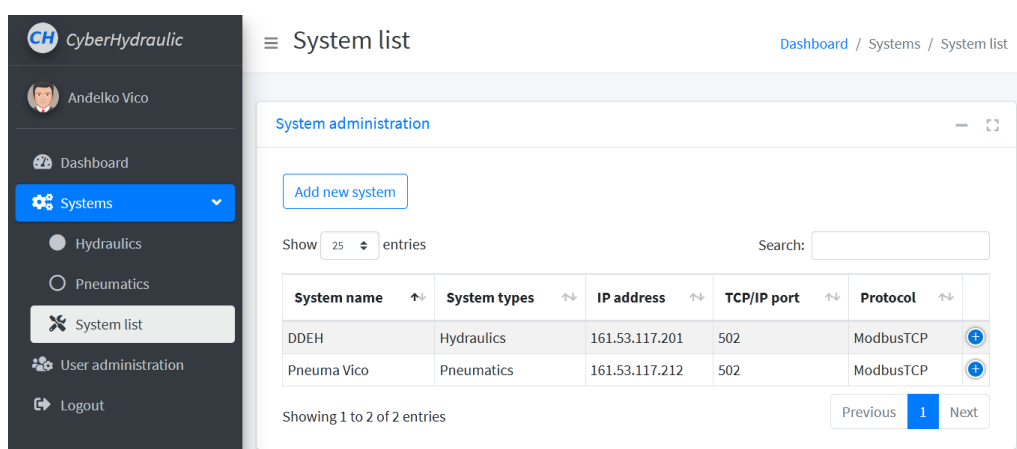 CH CyberHydraulic
Anđelko Vico
Dashboard
Systems
Hydraulics
Pneumatics
System list
User administration
Logout
System list
Dashboard / Systems / System list
System administration
Add new system
Show 25 entries
Search:
System name System types IP address TCP/IP port Protocol
DDEH Hydraulics 161.53.117.201 502 ModbusTCP
Pneuma Vico Pneumatics 161.53.117.212 502 ModbusTCP
Showing 1 to 2 of 2 entries
Previous 1 Next